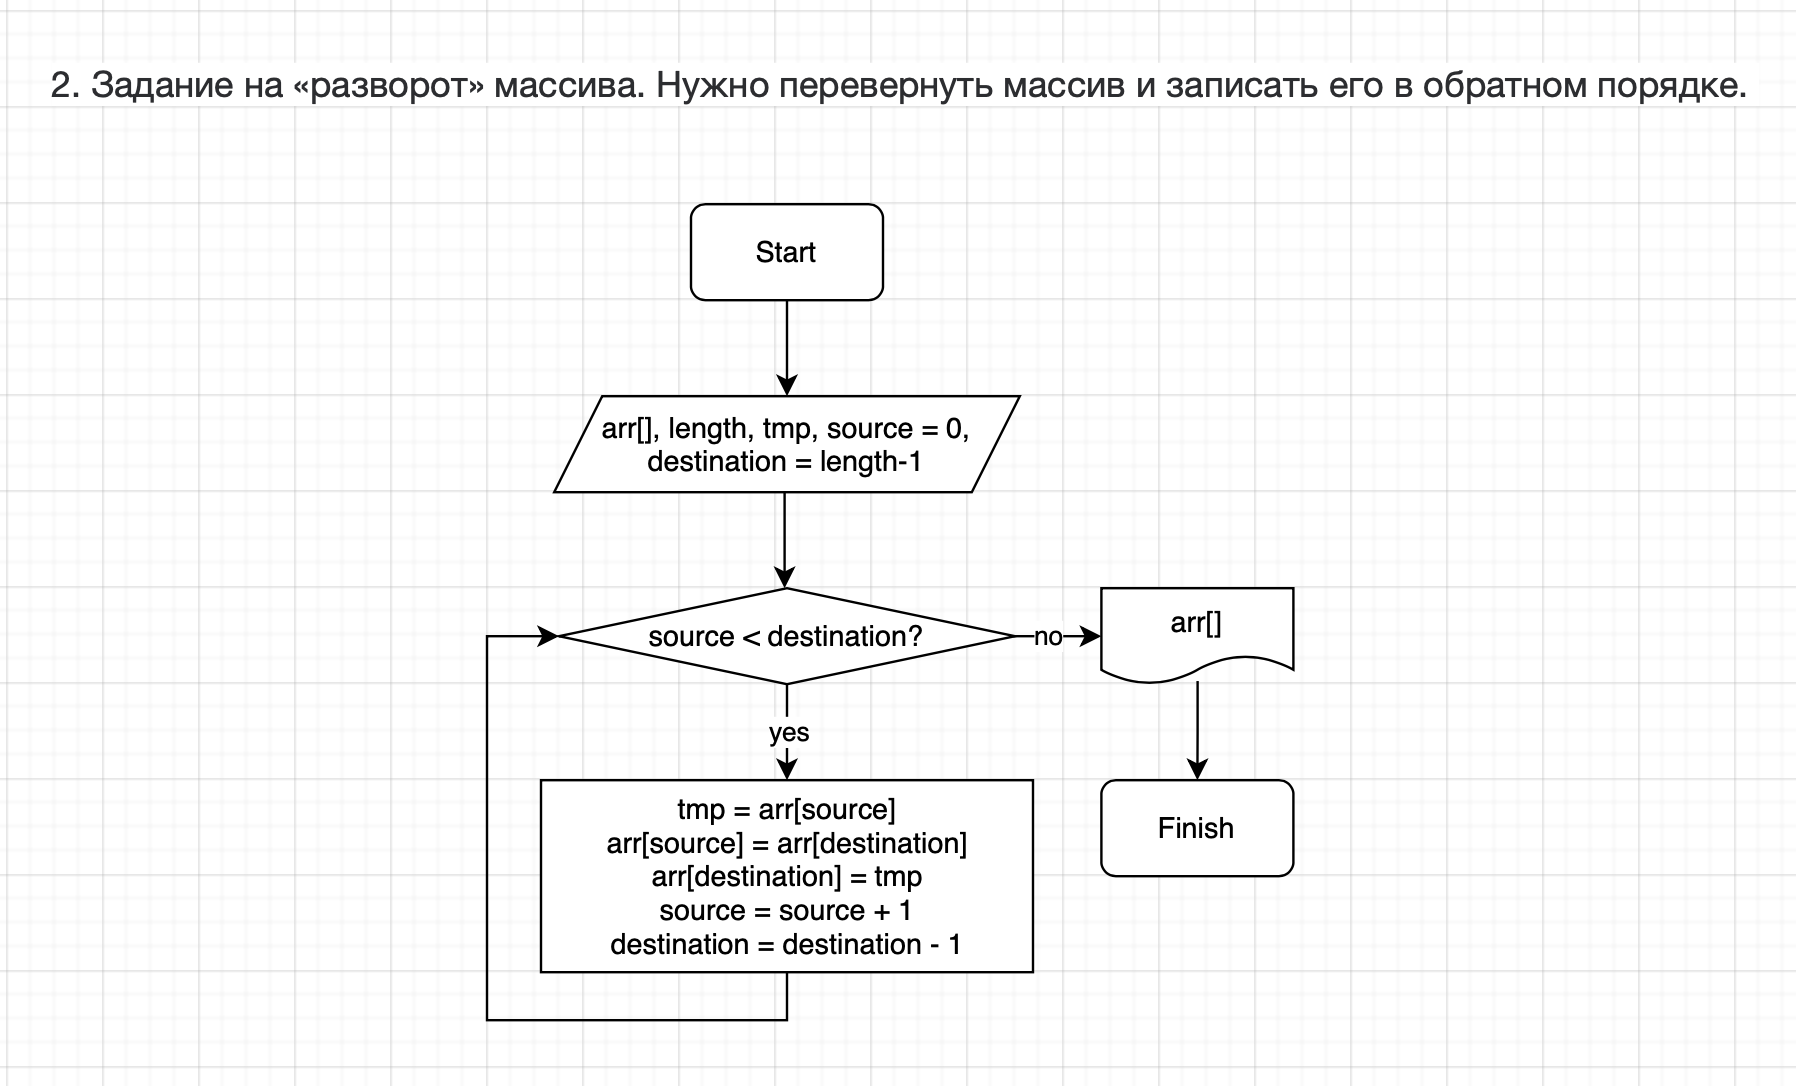 2. Задание на «разворот» массива. Нужно перевернуть массив и записать его в обратном порядке.
Start
arr[], length, tmp, source = 0,
destination = length-1
source < destination?
no
arr[]
yes
tmp = arr[source]
arr[source] = arr[destination]
arr[destination] = tmp
source = source + 1
destination = destination - 1
Finish